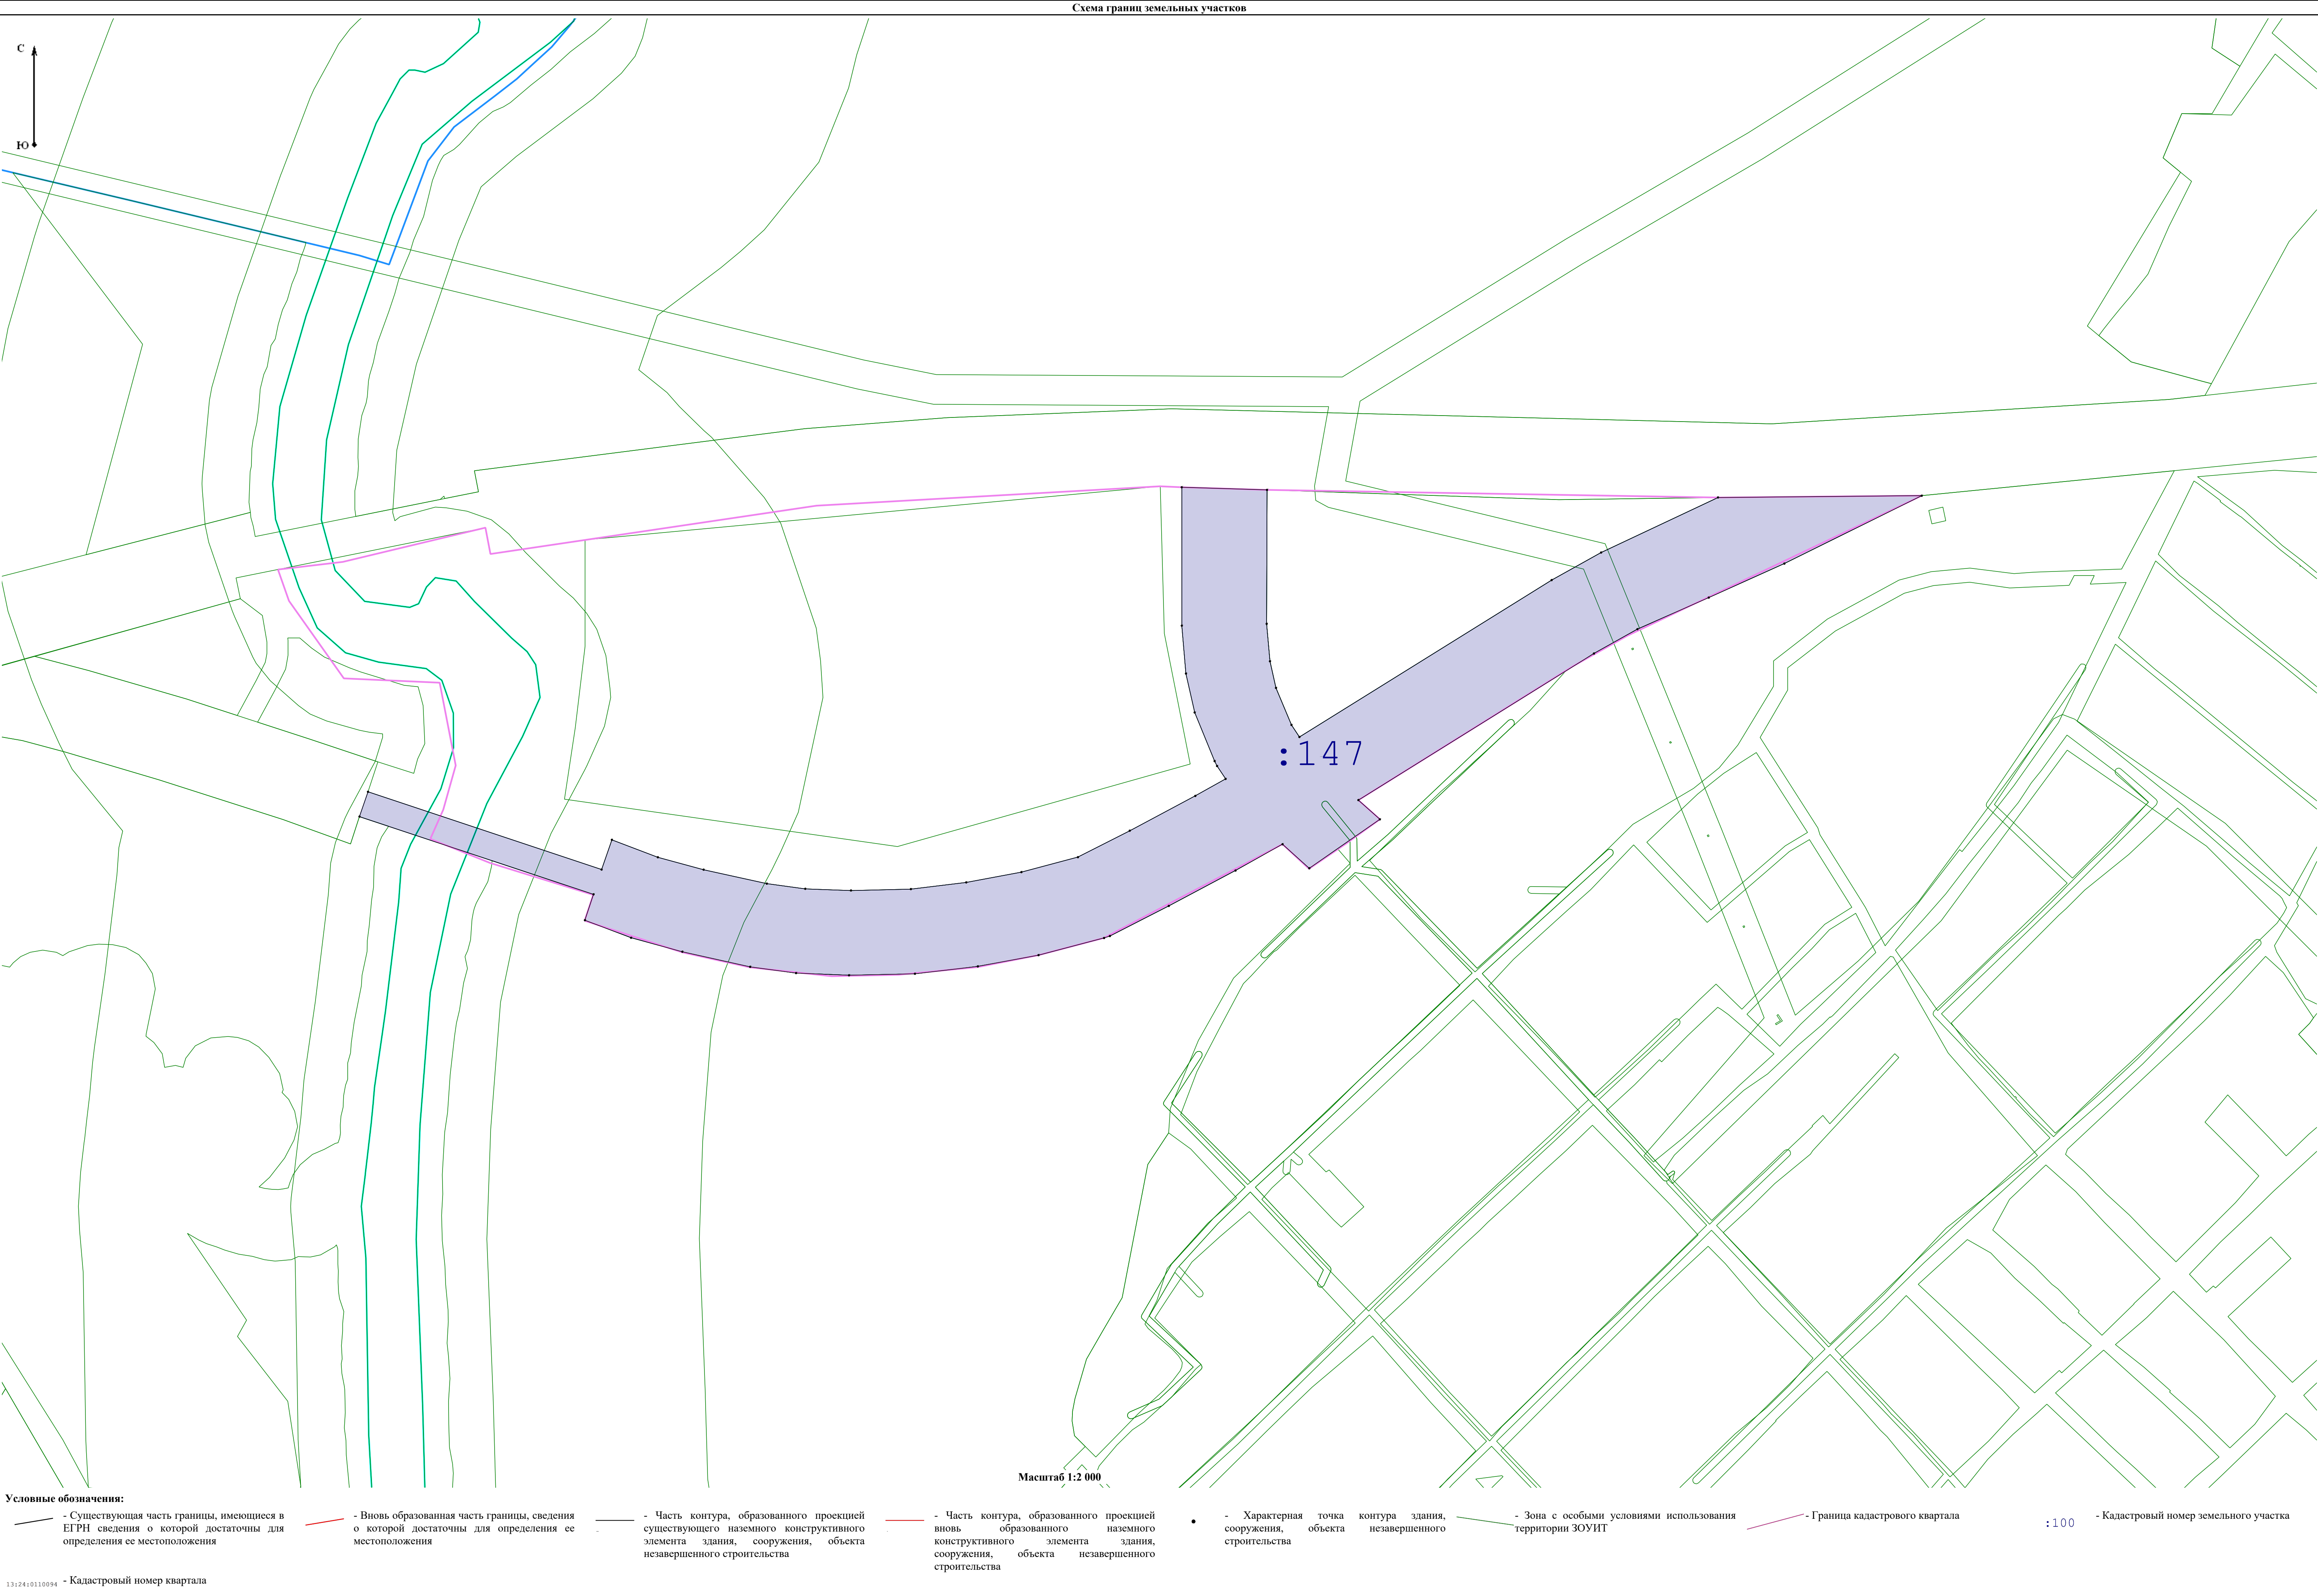 Схема границ земельных участков
С
Ю
:147
Масштаб 1:2 000
Условные обозначения:
- Существующая часть границы, имеющиеся в
ЕГРН сведения о которой достаточны для
определения ее местоположения
- Вновь образованная часть границы, сведения
о которой достаточны для определения ее
местоположения
- Часть контура, образованного проекцией
существующего наземного конструктивного
элемента здания, сооружения, объекта
незавершенного строительства
- Часть контура, образованного проекцией
вновь образованного наземного
конструктивного элемента здания,
сооружения, объекта незавершенного
строительства
- Характерная точка контура здания,
сооружения, объекта незавершенного
строительства
- Зона с особыми условиями использования
территории ЗОУИТ
- Граница кадастрового квартала
:100
- Кадастровый номер земельного участка
13:24:0110094
- Кадастровый номер квартала